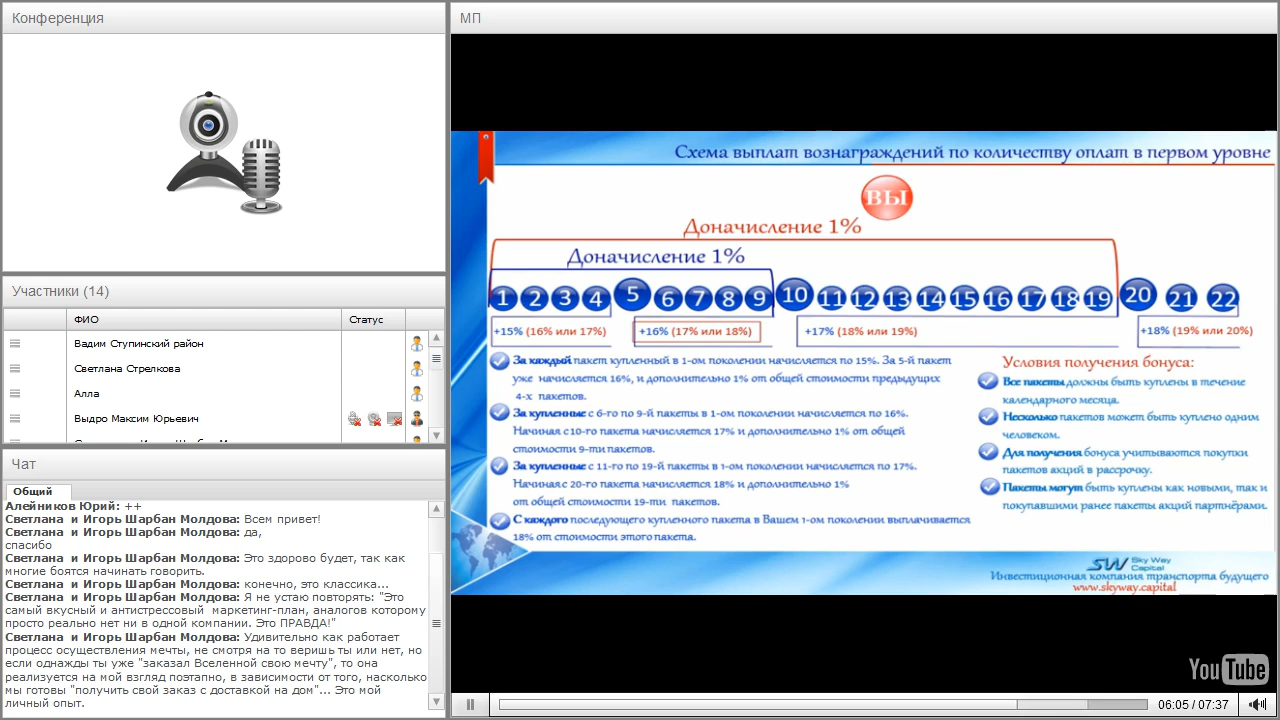 Конференция
Участники (14)
ФИО
Статус
Вадим Ступинский район
Светлана Стрелкова
Алла
Выдро Максим Юрьевич
Чат
Общий
Алейников Юрий: ++
Светлана и Игорь Шарбан Молдова: Всем привет!
Светлана и Игорь Шарбан Молдова: да,
спасибо
Светлана и Игорь Шарбан Молдова: Это здорово будет, так как
многие боятся начинать говорить.
Светлана и Игорь Шарбан Молдова: конечно, это классика...
Светлана и Игорь Шарбан Молдова: Я не устаю повторять: "Это
самый вкусный и антистрессовый маркетинг-план, аналогов которому
просто реально нет ни в одной компании. Это ПРАВДА!"
Светлана и Игорь Шарбан Молдова: Удивительно как работает
процесс осуществления мечты, не смотря на то веришь ты или нет, но
если однажды ты уже "заказал Вселенной свою мечту", то она
реализуется на мой взгляд поэтапно, в зависимости от того, насколько
мы готовы "получить свой заказ с доставкой на дом"... Это мой
личный опыт.
МП
Схема выплат вознаграждений по количеству оплат в первом уровне
ВЫ
Доначисление 1%
Доначисление 1%
1 2 3 4 5 6 7 8 9 10 11 12 13 14 15 16 17 18 19 20 21 22
+15% (16% или 17%)
+16% (17% или 18%)
+17% (18% или 19%)
+18% (19% или 20%)
За каждый пакет купленный в 1-ом поколении начисляется по 15%. За 5-й пакет
уже начисляется 16%, и дополнительно 1% от общей стоимости предыдущих
4-х пакетов.
За купленные с 6-го по 9-й пакеты в 1-ом поколении начисляется по 16%.
Начиная с 10-го пакета начисляется 17% и дополнительно 1% от общей
стоимости 9-ти пакетов.
За купленные с 11-го по 19-й пакеты в 1-ом поколении начисляется по 17%.
Начиная с 20-го пакета начисляется 18% и дополнительно 1%
от общей стоимости 19-ти пакетов.
С каждого последующего купленного пакета в Вашем 1-ом поколении выплачивается
18% от стоимости этого пакета.
Условия получения бонуса:
Все пакеты должны быть куплены в течение
календарного месяца.
Несколько пакетов может быть куплено одним
человеком.
Для получения бонуса учитываются покупки
пакетов акций в рассрочку.
Пакеты могут быть куплены как новыми, так и
покупавшими ранее пакеты акций партнёрами.
SW Sky Way
Capital
Инвестиционная компания транспорта будущего
www.skyway.capital
YouTube
06:05 / 07:37